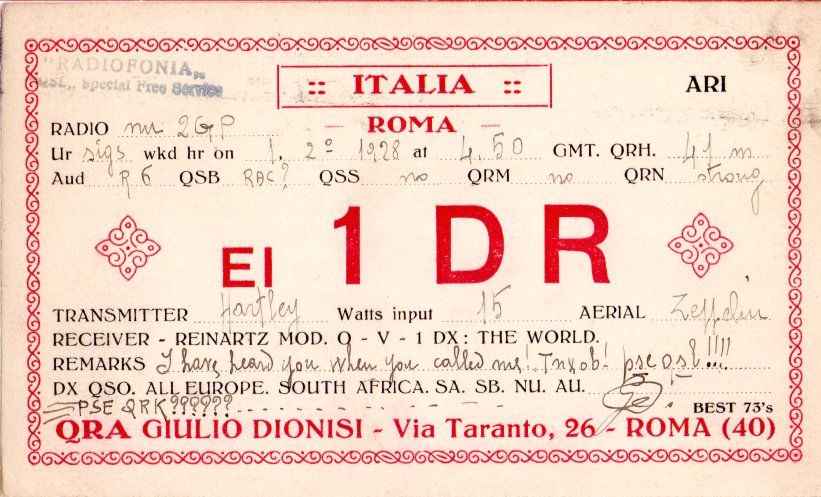 "RADIOFONIA„
QSL„ Special Free Service
:: ITALIA ::
ARI
RADIO nu 2GP
— ROMA —
Ur sigs wkd hr on 1. 2° 1928 at 4.50 GMT. QRH. 41 m
Aud R6 QSB RAC? QSS no QRM no QRN strong
EI 1 D R
TRANSMITTER Hartley Watts input 15 AERIAL Zeppelin
RECEIVER - REINARTZ MOD. O - V - 1 DX : THE WORLD.
REMARKS I have heard you when you called me! Tnx ob! pse qsl!!!!
DX QSO. ALL EUROPE. SOUTH AFRICA. SA. SB. NU. AU.
PSE QRK??????
BEST 73's
QRA GIULIO DIONISI - Via Taranto, 26 - ROMA (40)